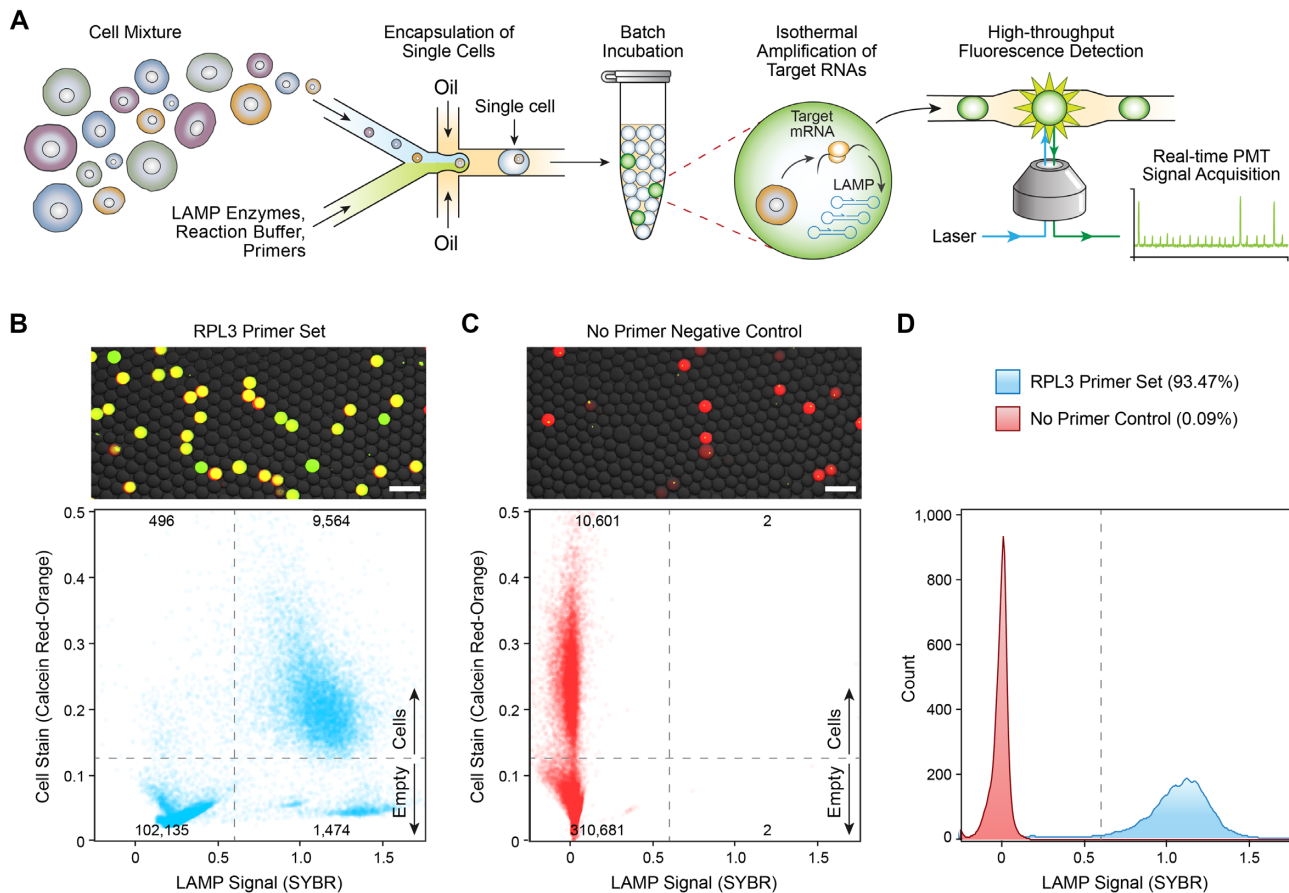 A
Cell Mixture
Encapsulation of
Single Cells
Batch
Incubation
Isothermal
Amplification of
Target RNAs
High-throughput
Fluorescence Detection
Oil
Single cell
Target
mRNA
LAMP
Real-time PMT
Signal Acquisition
LAMP Enzymes,
Reaction Buffer,
Primers
Oil
Laser
B
RPL3 Primer Set
0.5
0.4
0.3
0.2
0.1
0
Cell Stain (Calcein Red-Orange)
496
9,564
Cells
Empty
102,135
1,474
0
0.5
1.0
1.5
LAMP Signal (SYBR)
C
No Primer Negative Control
0.5
0.4
0.3
0.2
0.1
0
Cell Stain (Calcein Red-Orange)
10,601
2
Cells
Empty
310,681
2
0
0.5
1.0
1.5
LAMP Signal (SYBR)
D
RPL3 Primer Set (93.47%)
No Primer Control (0.09%)
1,000
800
600
400
200
0
Count
0
0.5
1.0
1.5
LAMP Signal (SYBR)